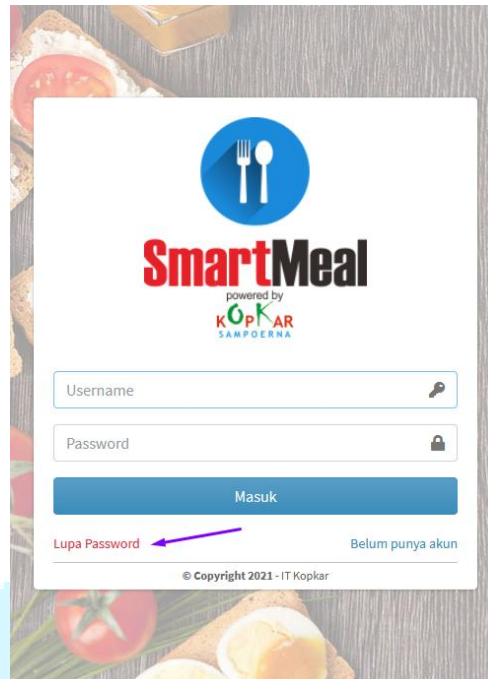 SmartMeal
powered by
KOPKAR
SAMPOERNA
Username
Password
Masuk
Lupa Password
Belum punya akun
© Copyright 2021 - IT Kopkar